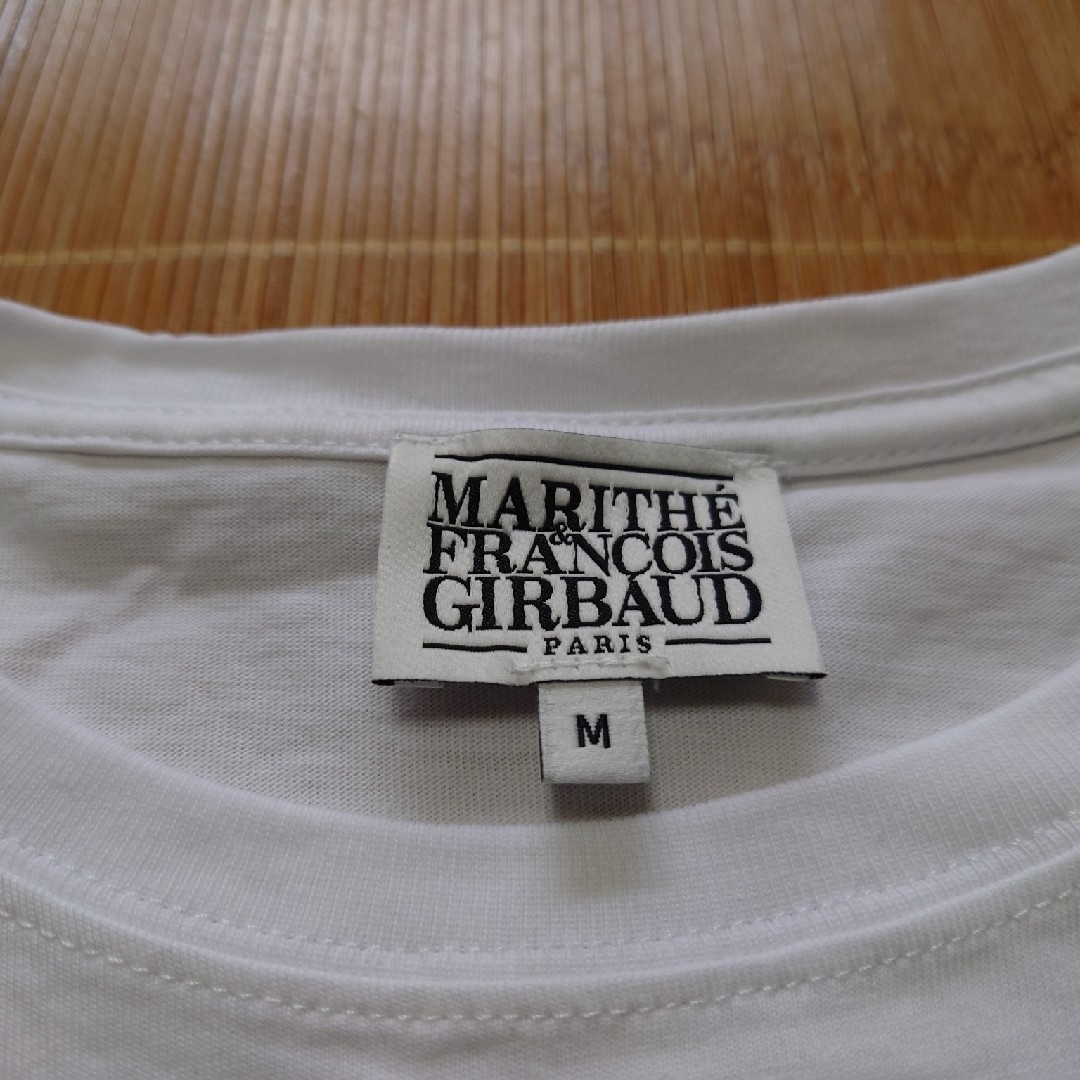 MARITHÉ
&
FRANÇOIS
GIRBAUD
PARIS
M